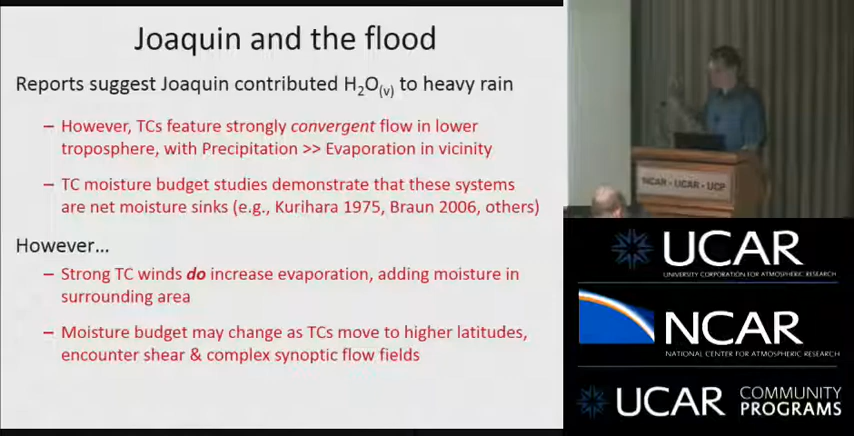 Joaquin and the flood
Reports suggest Joaquin contributed H₂O₍ᵥ₎ to heavy rain
– However, TCs feature strongly convergent flow in lower
troposphere, with Precipitation >> Evaporation in vicinity
– TC moisture budget studies demonstrate that these systems
are net moisture sinks (e.g., Kurihara 1975, Braun 2006, others)
However…
– Strong TC winds do increase evaporation, adding moisture in
surrounding area
– Moisture budget may change as TCs move to higher latitudes,
encounter shear & complex synoptic flow fields
NCAR • UCAR • UCP
UCAR
UNIVERSITY CORPORATION FOR ATMOSPHERIC RESEARCH
NCAR
NATIONAL CENTER FOR ATMOSPHERIC RESEARCH
UCAR
COMMUNITY
PROGRAMS